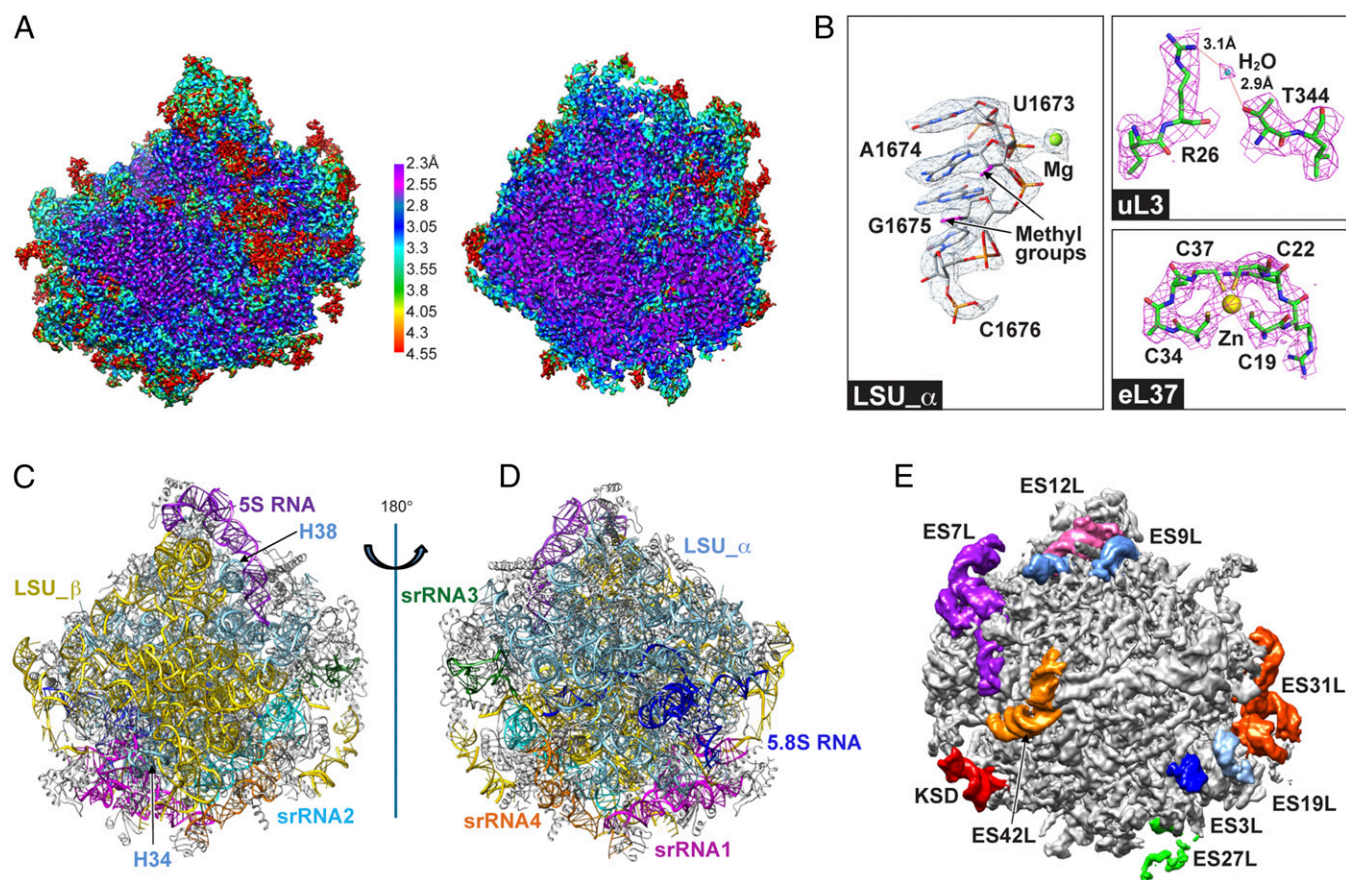 A
2.3Å
2.55
2.8
3.05
3.3
3.55
3.8
4.05
4.3
4.55
B
U1673
A1674
Mg
G1675
Methyl
groups
C1676
LSU_α
3.1Å
H₂O
2.9Å
T344
R26
uL3
C37
C22
C34
Zn
C19
eL37
C
5S RNA
H38
LSU_β
srRNA2
H34
180°
D
LSU_α
srRNA3
5.8S RNA
srRNA4
srRNA1
E
ES12L
ES7L
ES9L
ES31L
KSD
ES42L
ES19L
ES3L
ES27L